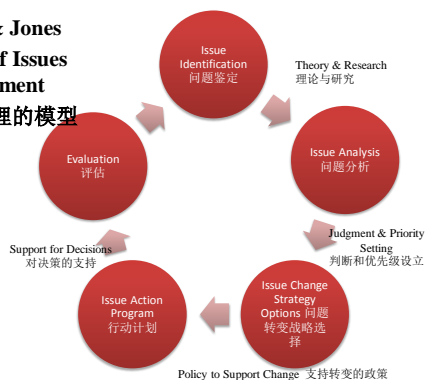 & Jones
of Issues
ment
理的模型
Issue
Identification
问题鉴定
Theory & Research
理论与研究
Issue Analysis
问题分析
Judgment & Priority
Setting
判断和优先级设立
Issue Change
Strategy
Options 问题
转变战略选
择
Policy to Support Change 支持转变的政策
Issue Action
Program
行动计划
Support for Decisions
对决策的支持
Evaluation
评估